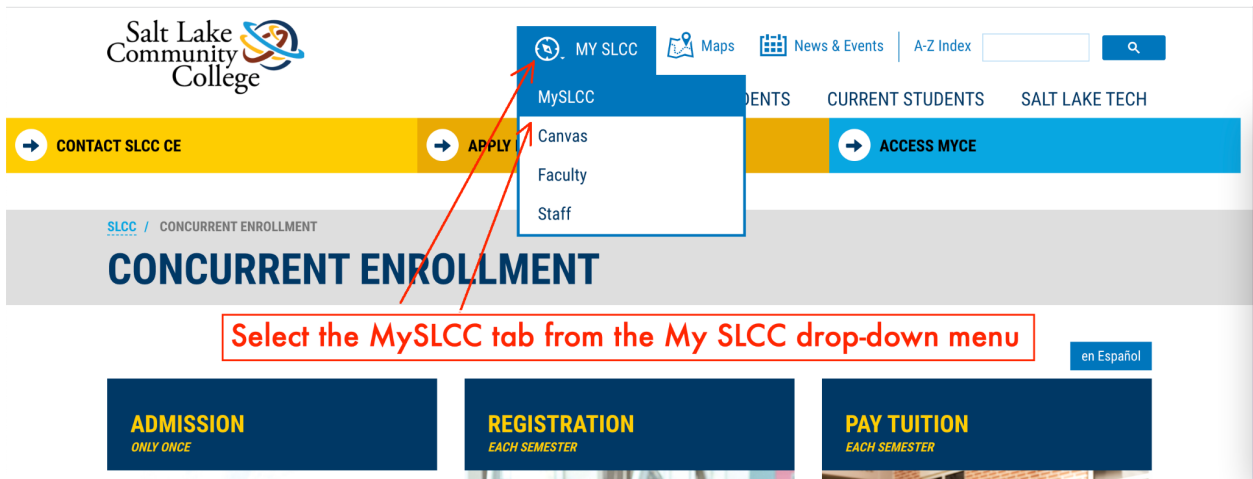 Salt Lake
Community
College
MY SLCC
Maps
News & Events
A-Z Index
MySLCC
CURRENT STUDENTS
SALT LAKE TECH
CONTACT SLCC CE
APPLY
Canvas
ACCESS MYCE
Faculty
Staff
SLCC / CONCURRENT ENROLLMENT
CONCURRENT ENROLLMENT
Select the MySLCC tab from the My SLCC drop-down menu
en Español
ADMISSION
ONLY ONCE
REGISTRATION
EACH SEMESTER
PAY TUITION
EACH SEMESTER